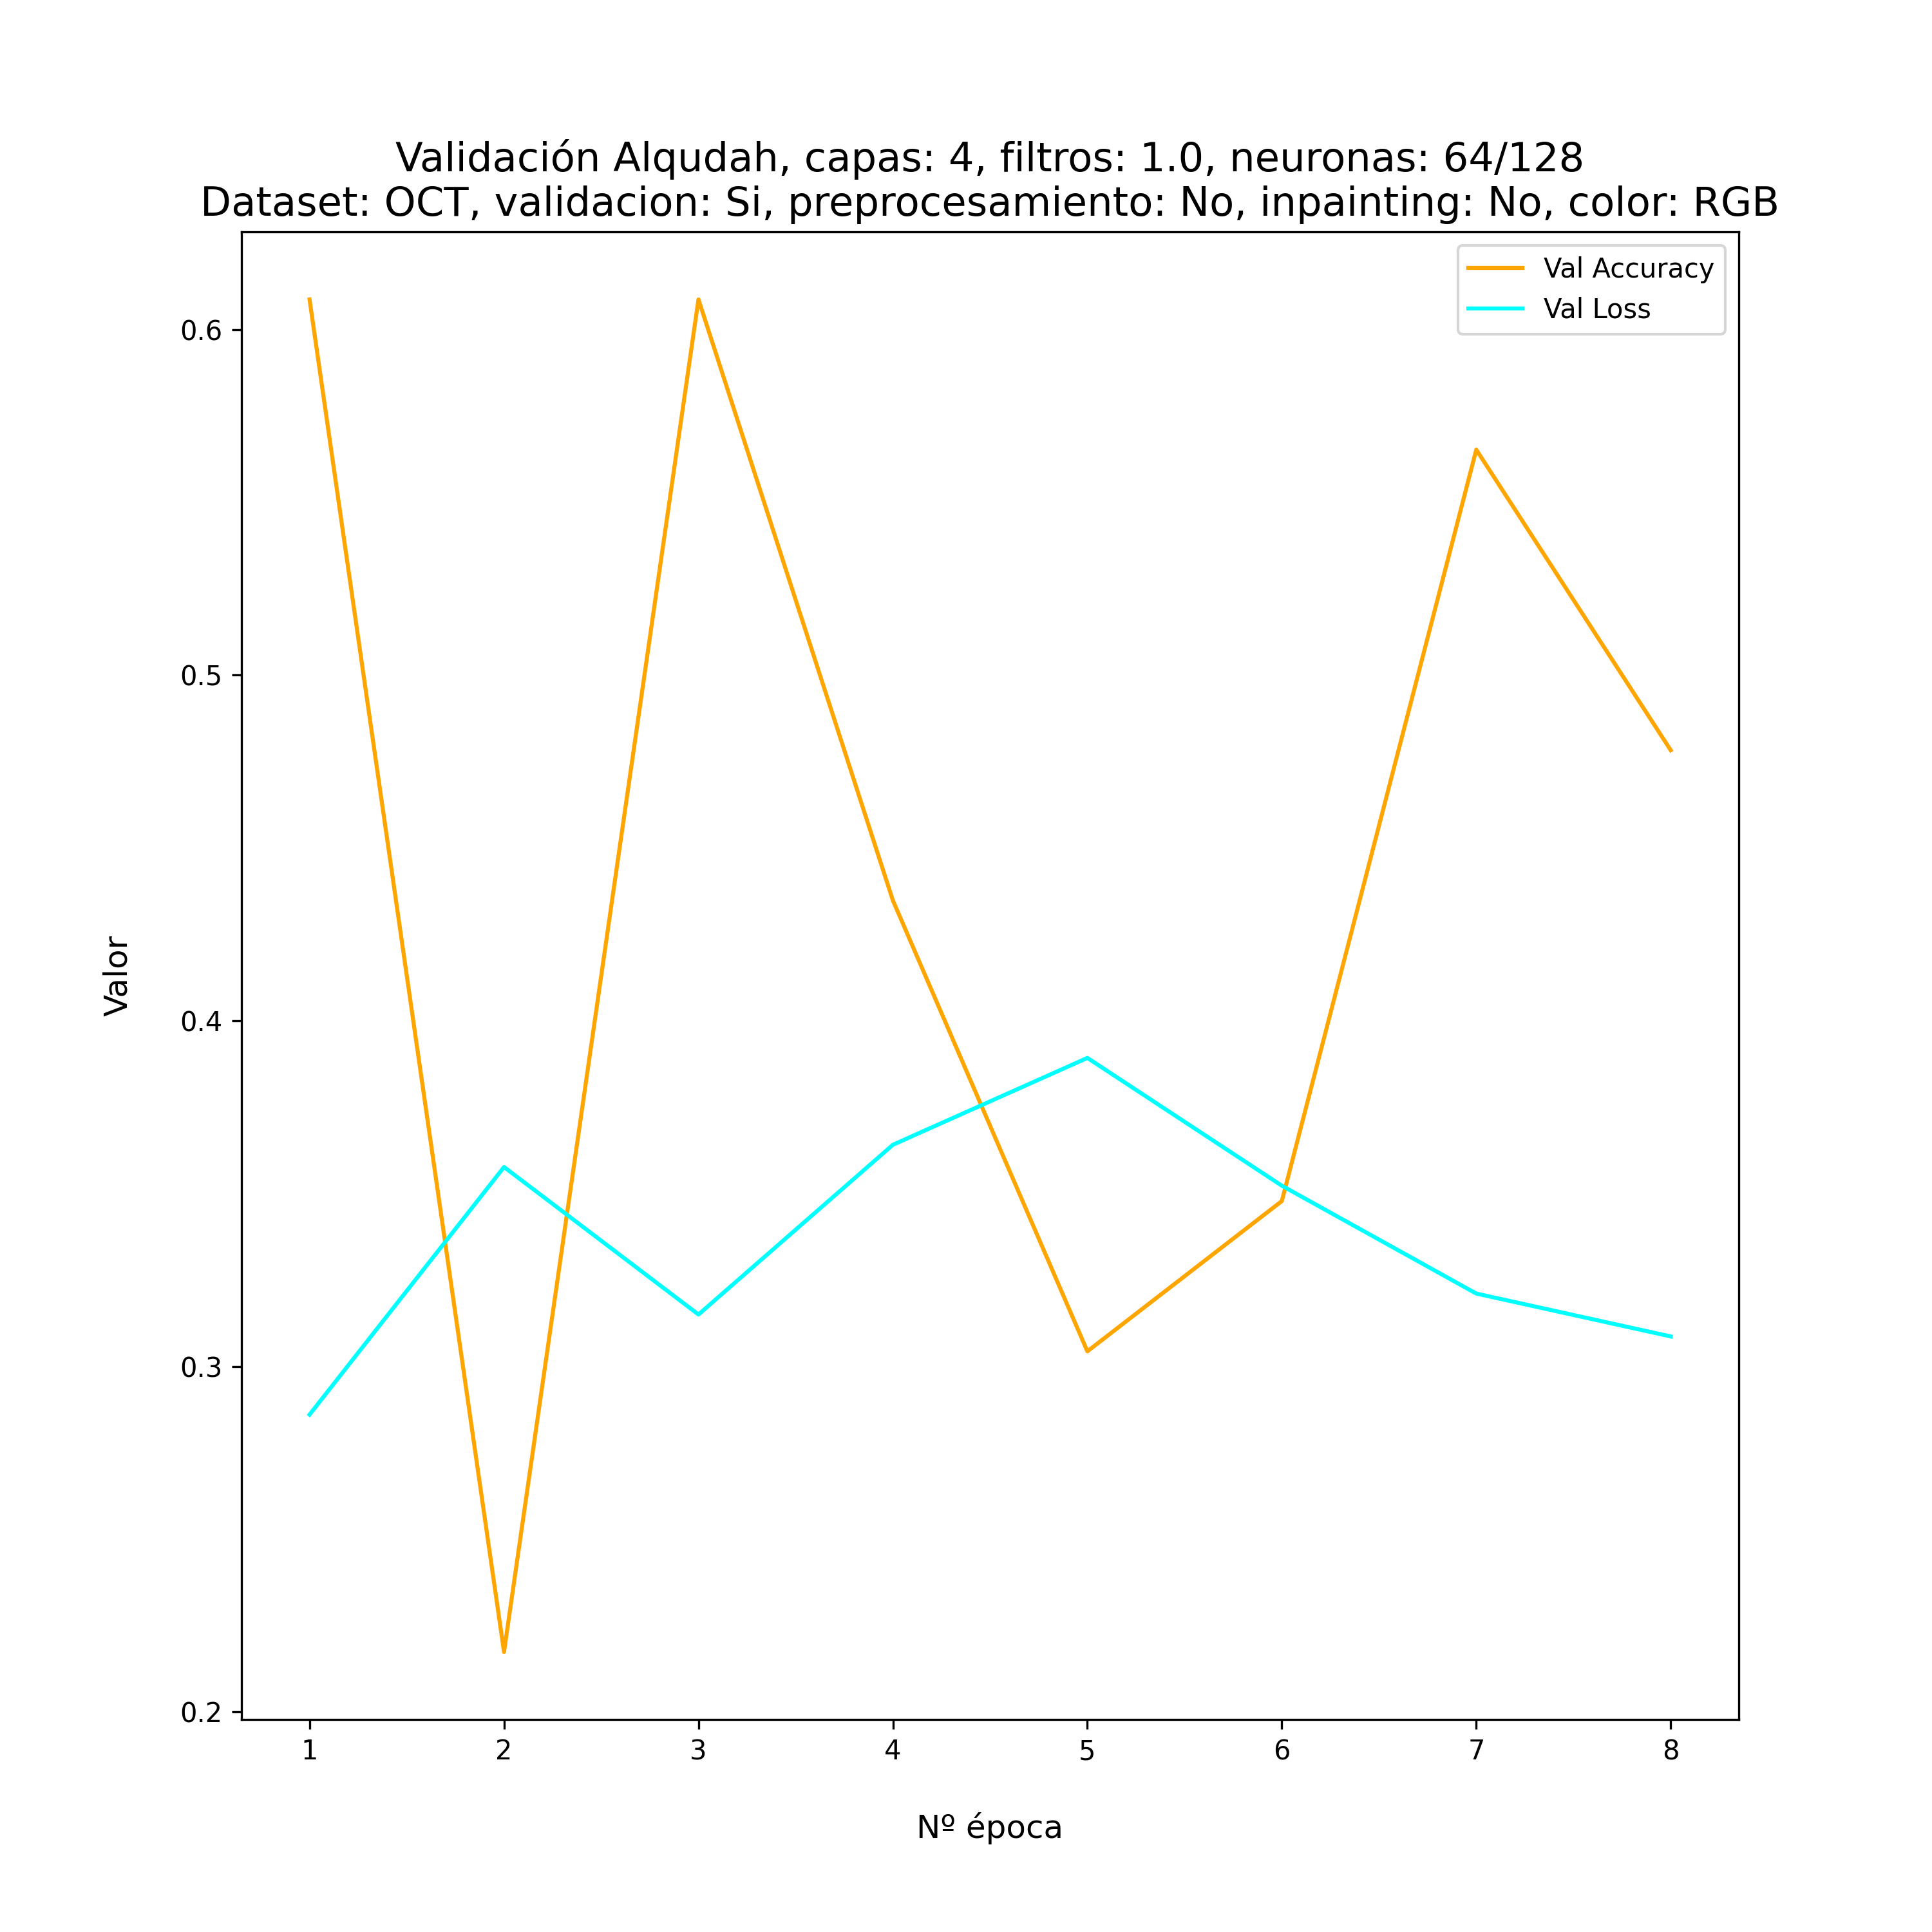 Validación Alqudah, capas: 4, filtros: 1.0, neuronas: 64/128
Dataset: OCT, validacion: Si, preprocesamiento: No, inpainting: No, color: RGB
Val Accuracy
Val Loss
0.6
0.5
0.4
0.3
0.2
Valor
1 2 3 4 5 6 7 8
Nº época